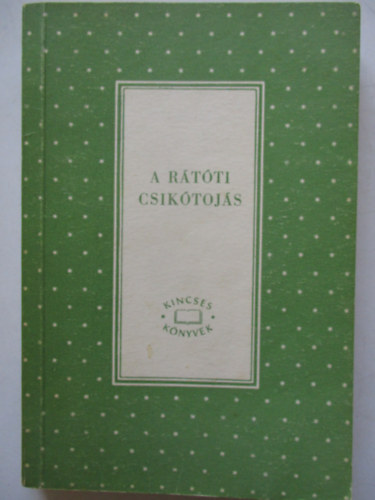 A RÁTÓTI
CSIKÓTOJÁS
KINCSES
KÖNYVEK